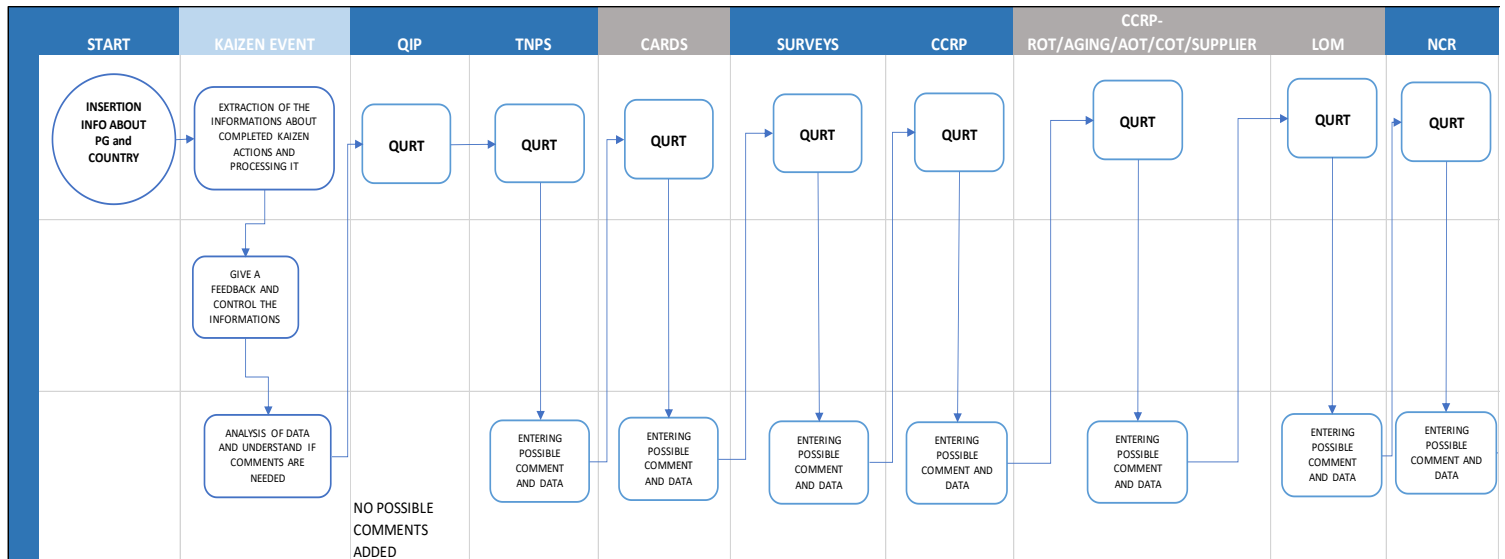 START
KAIZEN EVENT
QIP
TNPS
CARDS
SURVEYS
CCRP
CCRP-
ROT/AGING/AOT/COT/SUPPLIER
LOM
NCR
INSERTION
INFO ABOUT
PG and
COUNTRY
EXTRACTION OF THE
INFORMATIONS ABOUT
COMPLETED KAIZEN
ACTIONS AND
PROCESSING IT
QURT
QURT
QURT
QURT
QURT
QURT
QURT
QURT
GIVE A
FEEDBACK AND
CONTROL THE
INFORMATIONS
ANALYSIS OF DATA
AND UNDERSTAND IF
COMMENTS ARE
NEEDED
NO POSSIBLE
COMMENTS
ADDED
ENTERING
POSSIBLE
COMMENT
AND DATA
ENTERING
POSSIBLE
COMMENT
AND DATA
ENTERING
POSSIBLE
COMMENT
AND DATA
ENTERING
POSSIBLE
COMMENT AND
DATA
ENTERING
POSSIBLE
COMMENT
AND DATA
ENTERING
POSSIBLE
COMMENT
AND DATA
ENTERING
POSSIBLE
COMMENT AND
DATA